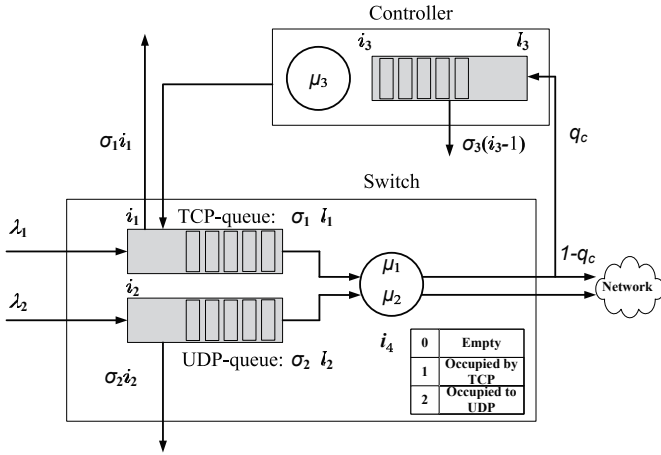 Controller
i3
l3
μ3
σ1i1
σ3(i3-1)
qc
Switch
λ1
i1
TCP-queue: σ1 l1
1-qc
μ1
i2
μ2
Network
λ2
i4
UDP-queue: σ2 l2
σ2i2
0 Empty
1 Occupied by
TCP
2 Occupied to
UDP